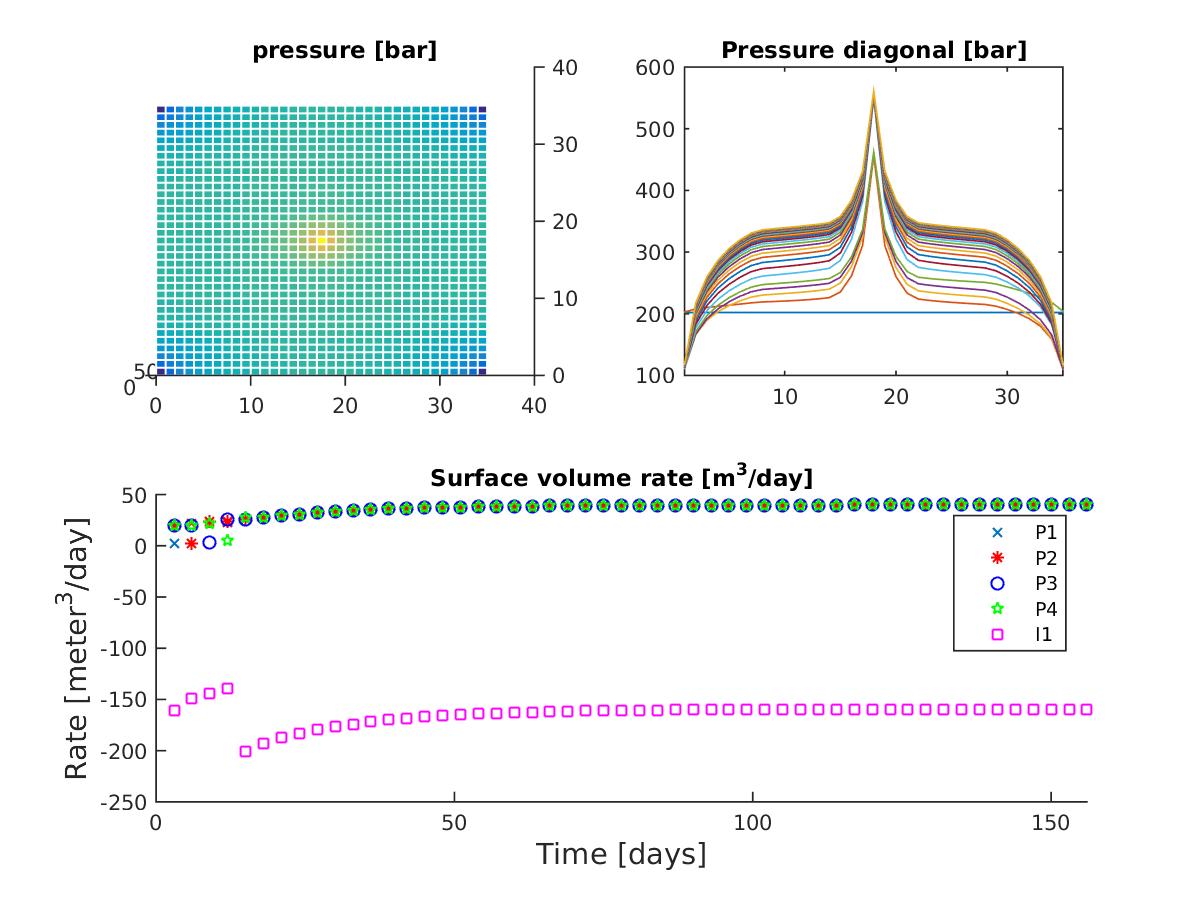 pressure [bar]
40
30
20
10
0
50
0
0 10 20 30 40
Pressure diagonal [bar]
600
500
400
300
200
100
10 20 30
Surface volume rate [m³/day]
Rate [meter³/day]
50
0
-50
-100
-150
-200
-250
P1
P2
P3
P4
I1
0 50 100 150
Time [days]